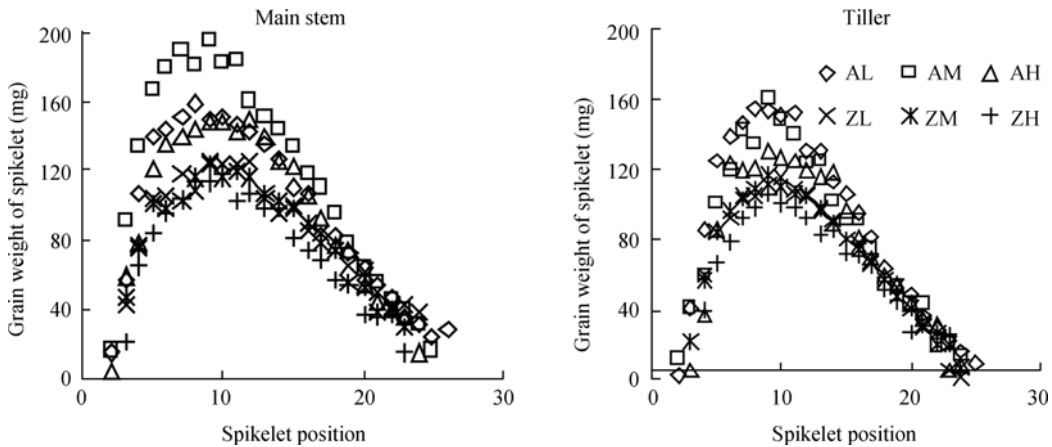 Main stem
200
160
120
80
40
0
0
10
20
30
Grain weight of spikelet (mg)
Spikelet position
Tiller
200
160
120
80
40
0
0
10
20
30
Grain weight of spikelet (mg)
Spikelet position
AL AM AH
ZL ZM ZH